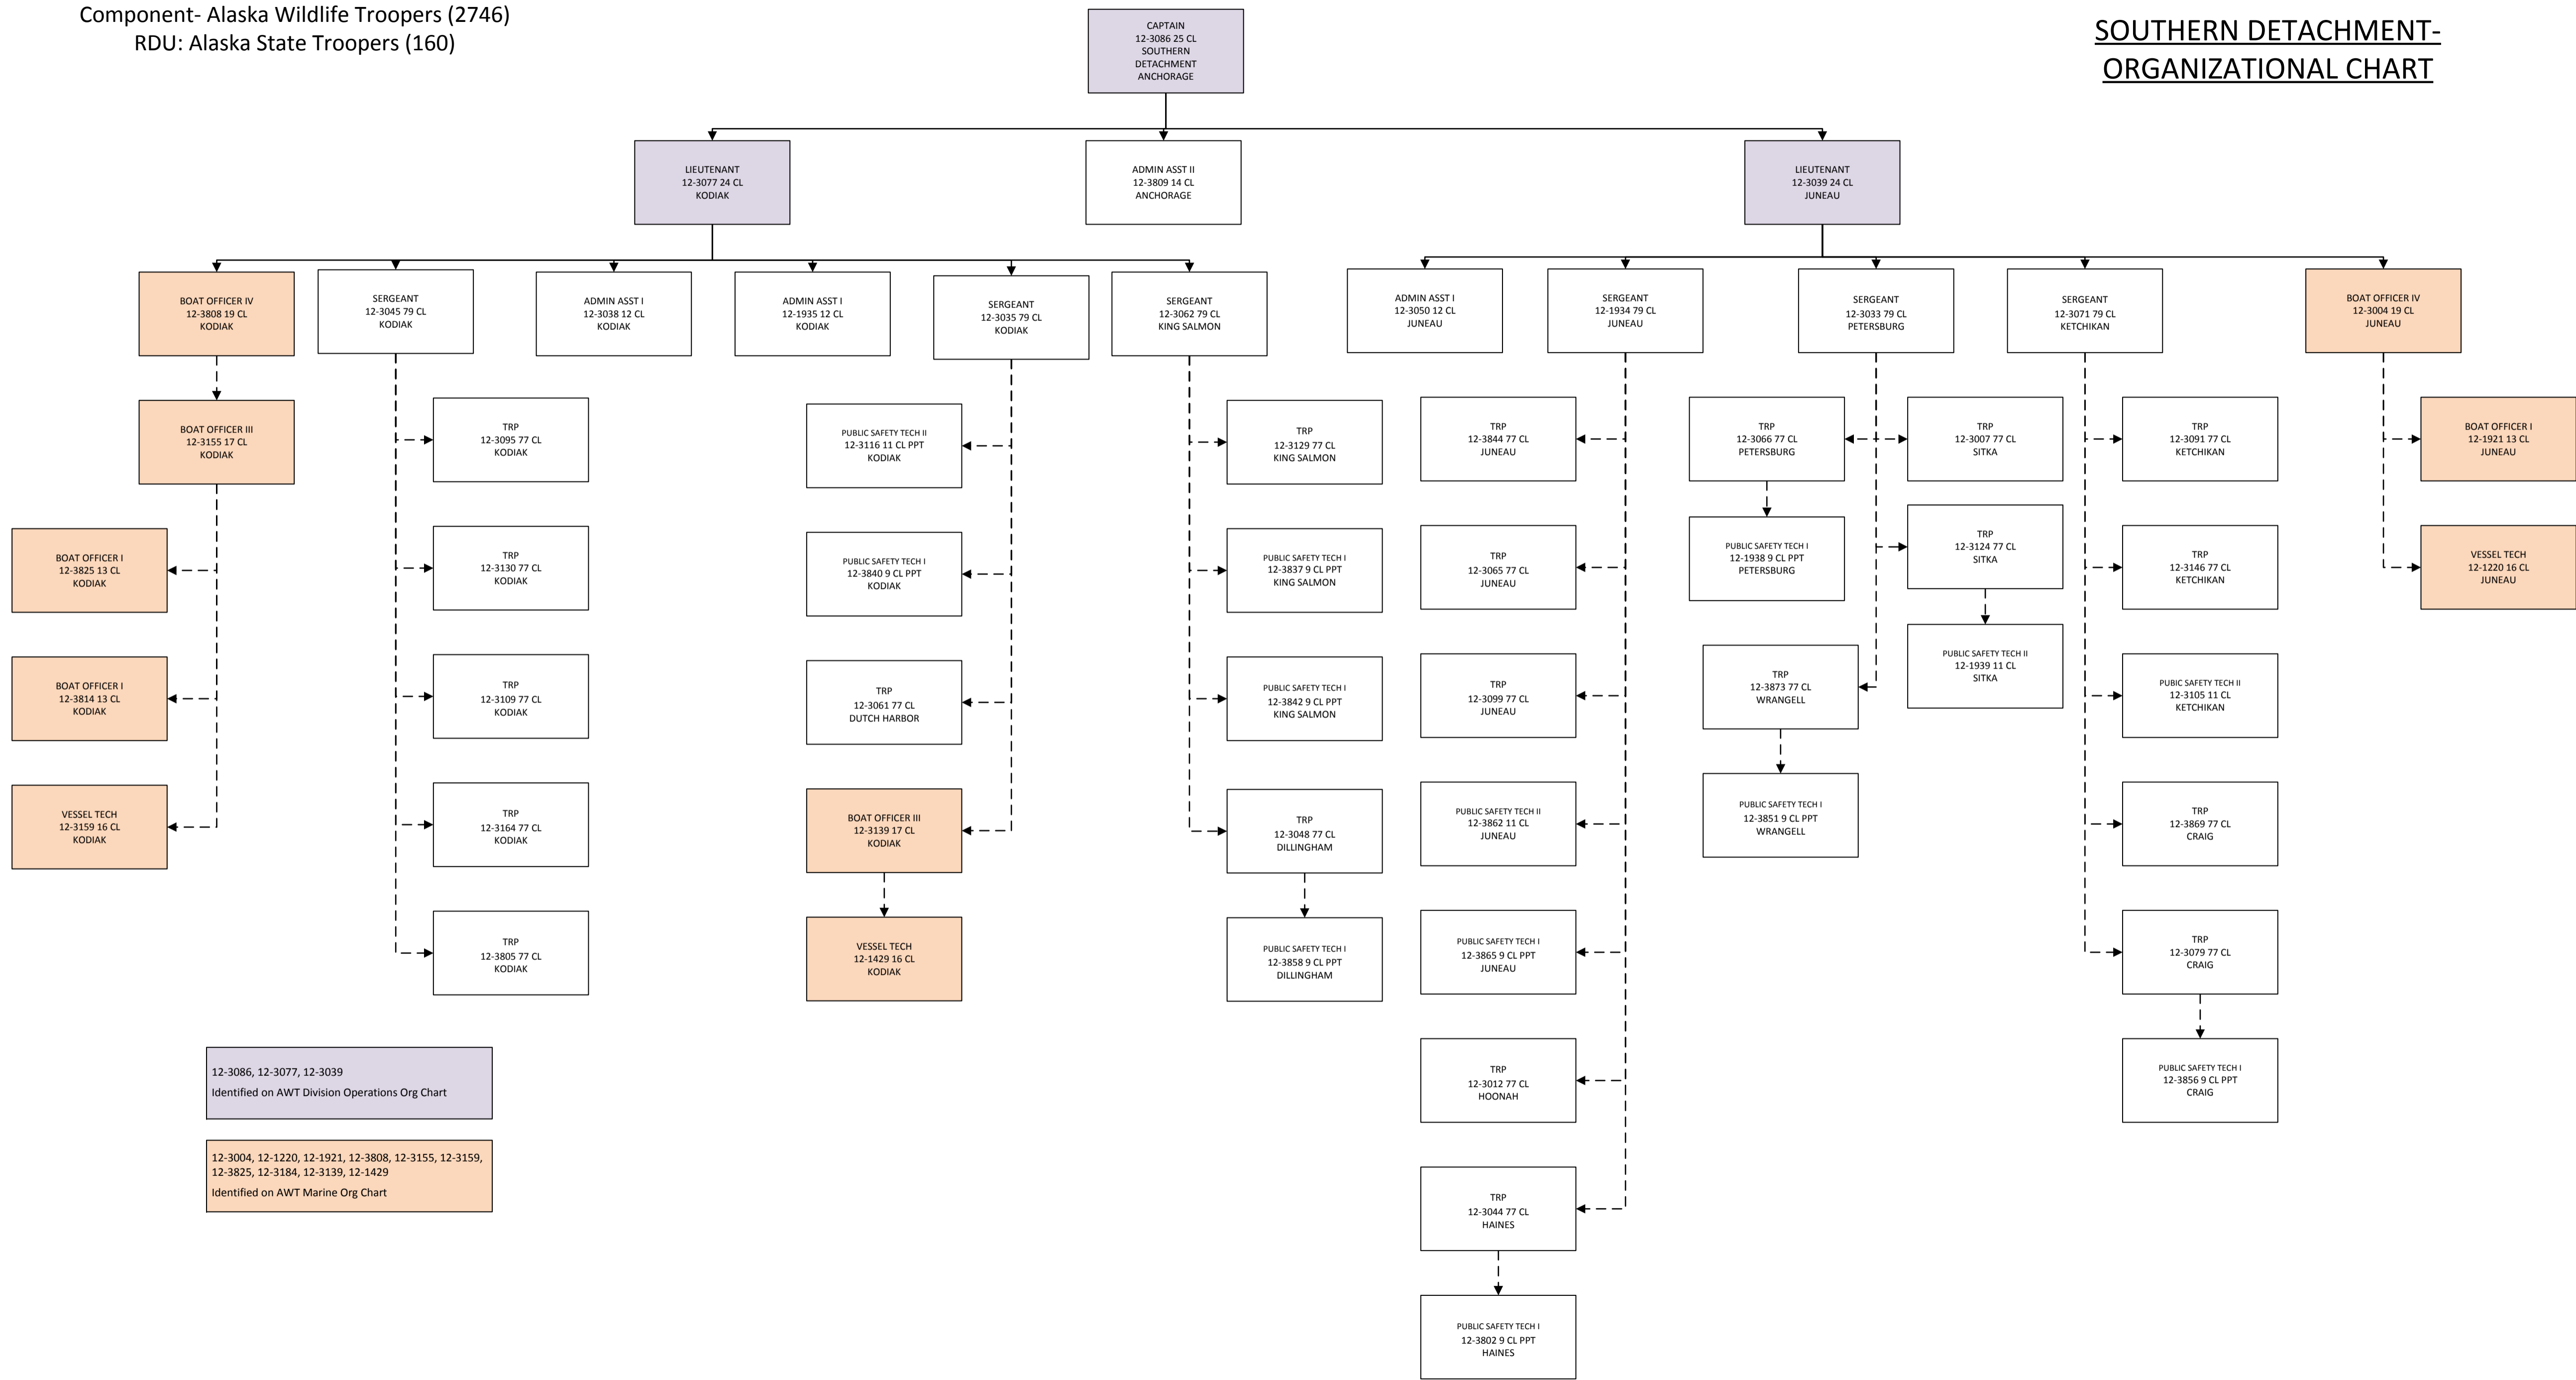 Component- Alaska Wildlife Troopers (2746)
RDU: Alaska State Troopers (160)
SOUTHERN DETACHMENT-
ORGANIZATIONAL CHART
CAPTAIN
12-3086 25 CL
SOUTHERN
DETACHMENT
ANCHORAGE
LIEUTENANT
12-3077 24 CL
KODIAK
ADMIN ASST II
12-3809 14 CL
ANCHORAGE
LIEUTENANT
12-3039 24 CL
JUNEAU
BOAT OFFICER IV
12-3808 19 CL
KODIAK
SERGEANT
12-3045 79 CL
KODIAK
ADMIN ASST I
12-3038 12 CL
KODIAK
ADMIN ASST I
12-1935 12 CL
KODIAK
SERGEANT
12-3035 79 CL
KODIAK
SERGEANT
12-3062 79 CL
KING SALMON
ADMIN ASST I
12-3050 12 CL
JUNEAU
SERGEANT
12-1934 79 CL
JUNEAU
SERGEANT
12-3033 79 CL
PETERSBURG
SERGEANT
12-3071 79 CL
KETCHIKAN
BOAT OFFICER IV
12-3004 19 CL
JUNEAU
BOAT OFFICER III
12-3155 17 CL
KODIAK
BOAT OFFICER I
12-3825 13 CL
KODIAK
BOAT OFFICER I
12-3814 13 CL
KODIAK
VESSEL TECH
12-3159 16 CL
KODIAK
TRP
12-3095 77 CL
KODIAK
TRP
12-3130 77 CL
KODIAK
TRP
12-3109 77 CL
KODIAK
TRP
12-3164 77 CL
KODIAK
TRP
12-3805 77 CL
KODIAK
PUBLIC SAFETY TECH II
12-3116 11 CL PPT
KODIAK
PUBLIC SAFETY TECH I
12-3840 9 CL PPT
KODIAK
TRP
12-3061 77 CL
DUTCH HARBOR
BOAT OFFICER III
12-3139 17 CL
KODIAK
VESSEL TECH
12-1429 16 CL
KODIAK
TRP
12-3129 77 CL
KING SALMON
PUBLIC SAFETY TECH I
12-3837 9 CL PPT
KING SALMON
PUBLIC SAFETY TECH I
12-3842 9 CL PPT
KING SALMON
TRP
12-3048 77 CL
DILLINGHAM
PUBLIC SAFETY TECH I
12-3858 9 CL PPT
DILLINGHAM
TRP
12-3844 77 CL
JUNEAU
TRP
12-3065 77 CL
JUNEAU
TRP
12-3099 77 CL
JUNEAU
PUBLIC SAFETY TECH II
12-3862 11 CL
JUNEAU
PUBLIC SAFETY TECH I
12-3865 9 CL PPT
JUNEAU
TRP
12-3012 77 CL
HOONAH
TRP
12-3044 77 CL
HAINES
PUBLIC SAFETY TECH I
12-3802 9 CL PPT
HAINES
TRP
12-3066 77 CL
PETERSBURG
PUBLIC SAFETY TECH I
12-1938 9 CL PPT
PETERSBURG
TRP
12-3873 77 CL
WRANGELL
PUBLIC SAFETY TECH I
12-3851 9 CL PPT
WRANGELL
TRP
12-3007 77 CL
SITKA
TRP
12-3124 77 CL
SITKA
PUBLIC SAFETY TECH II
12-1939 11 CL
SITKA
TRP
12-3091 77 CL
KETCHIKAN
TRP
12-3146 77 CL
KETCHIKAN
PUBIC SAFETY TECH II
12-3105 11 CL
KETCHIKAN
TRP
12-3869 77 CL
CRAIG
TRP
12-3079 77 CL
CRAIG
PUBLIC SAFETY TECH I
12-3856 9 CL PPT
CRAIG
BOAT OFFICER I
12-1921 13 CL
JUNEAU
VESSEL TECH
12-1220 16 CL
JUNEAU
12-3086, 12-3077, 12-3039
Identified on AWT Division Operations Org Chart
12-3004, 12-1220, 12-1921, 12-3808, 12-3155, 12-3159,
12-3825, 12-3184, 12-3139, 12-1429
Identified on AWT Marine Org Chart